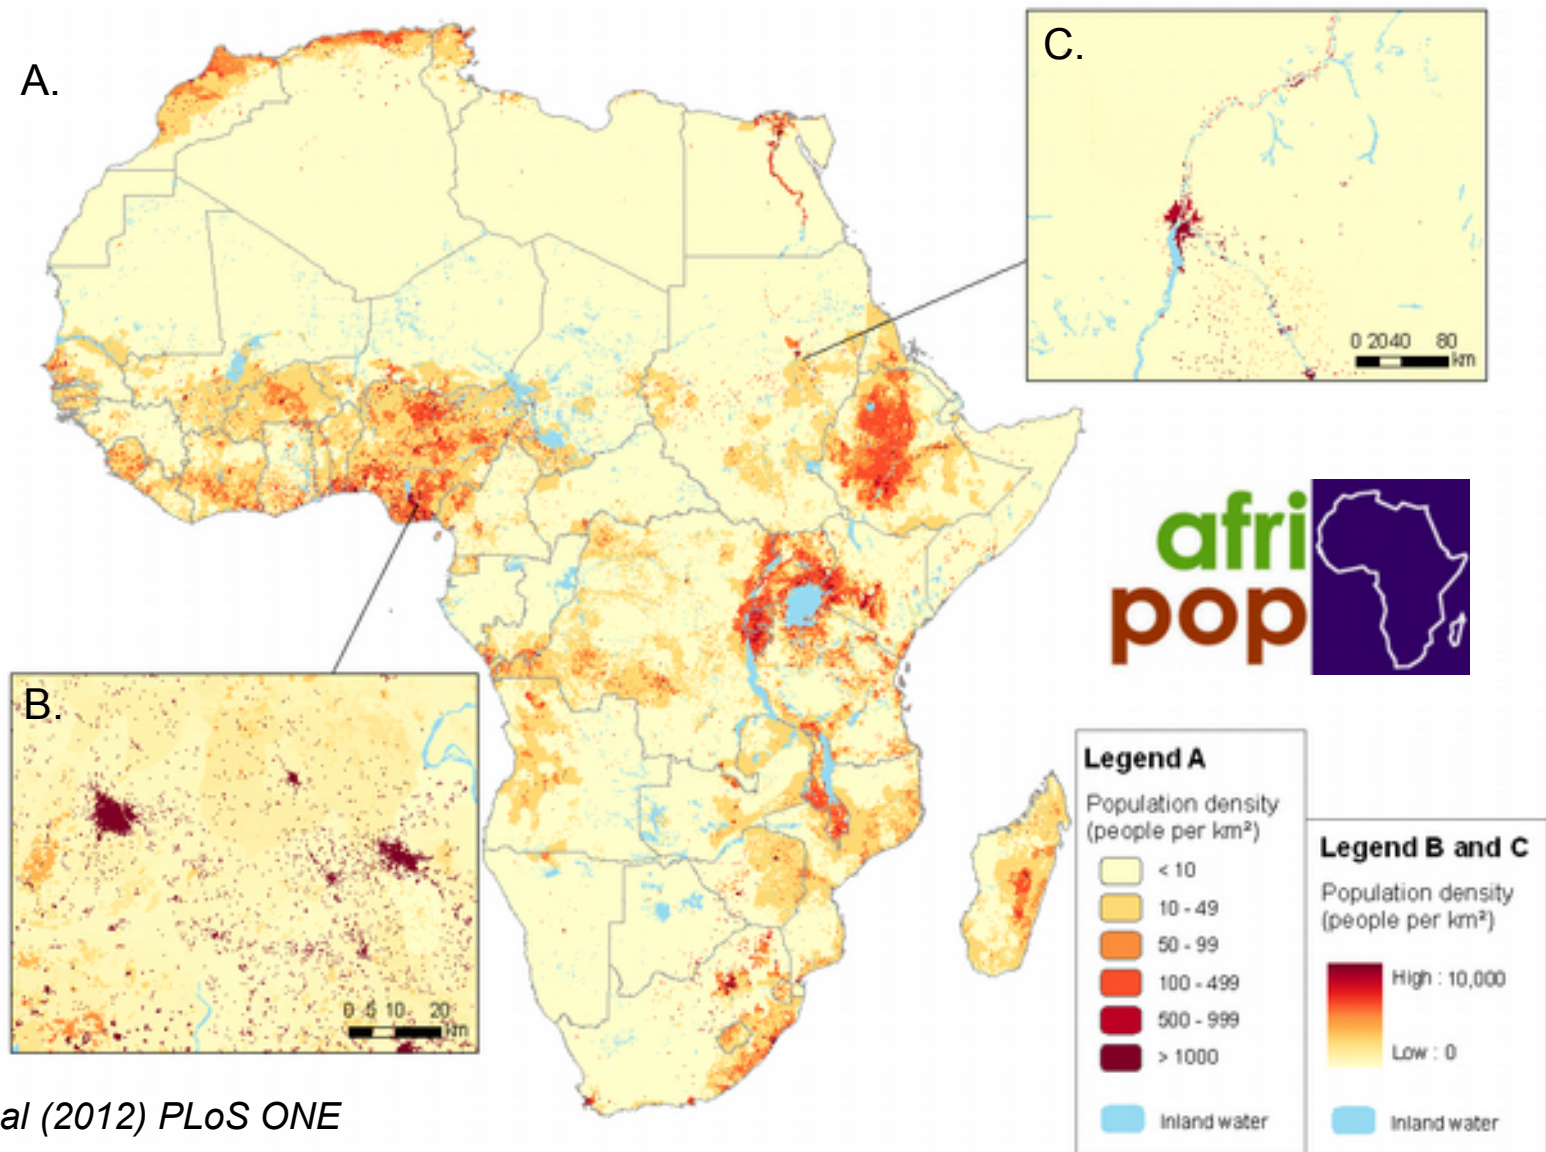 A.
C.
0 2040 80
km
afri
pop
B.
0 5 10 20
km
Legend A
Population density
(people per km²)
< 10
10 - 49
50 - 99
100 - 499
500 - 999
> 1000
Inland water
Legend B and C
Population density
(people per km²)
High : 10,000
Low : 0
Inland water
al (2012) PLoS ONE